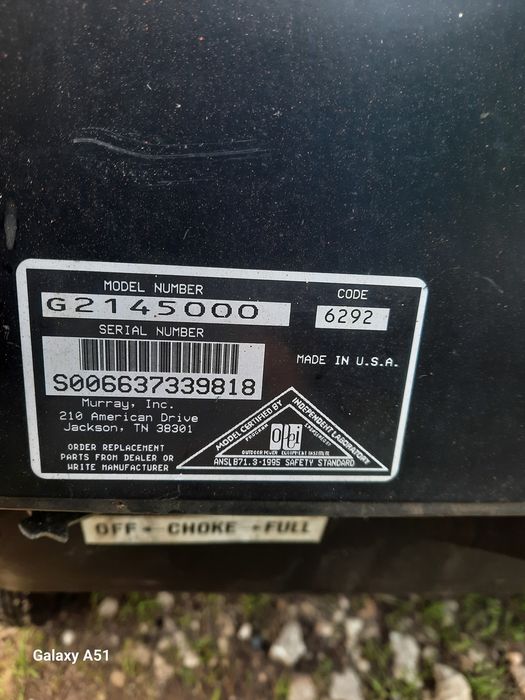 MODEL NUMBER
G2145000
CODE
6292
SERIAL NUMBER
S006637339818
MADE IN U.S.A.
Murray, Inc.
210 American Drive
Jackson, TN 38301
ORDER REPLACEMENT
PARTS FROM DEALER OR
WRITE MANUFACTURER
MODEL CERTIFIED BY
INDEPENDENT LABORATORY
PROGRAM
OPEI
OUTDOOR POWER EQUIPMENT INSTITUTE
ANSI B71.3-1995 SAFETY STANDARD
OFF - CHOKE - FULL
Galaxy A51